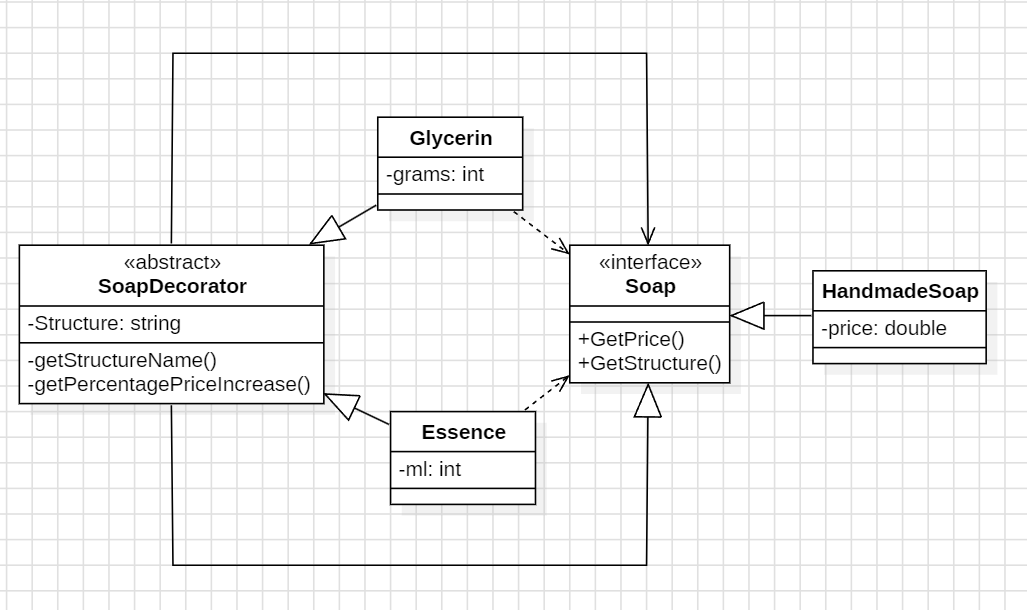 Glycerin
-grams: int
«abstract»
SoapDecorator
-Structure: string
-getStructureName()
-getPercentagePriceIncrease()
«interface»
Soap
+GetPrice()
+GetStructure()
HandmadeSoap
-price: double
Essence
-ml: int